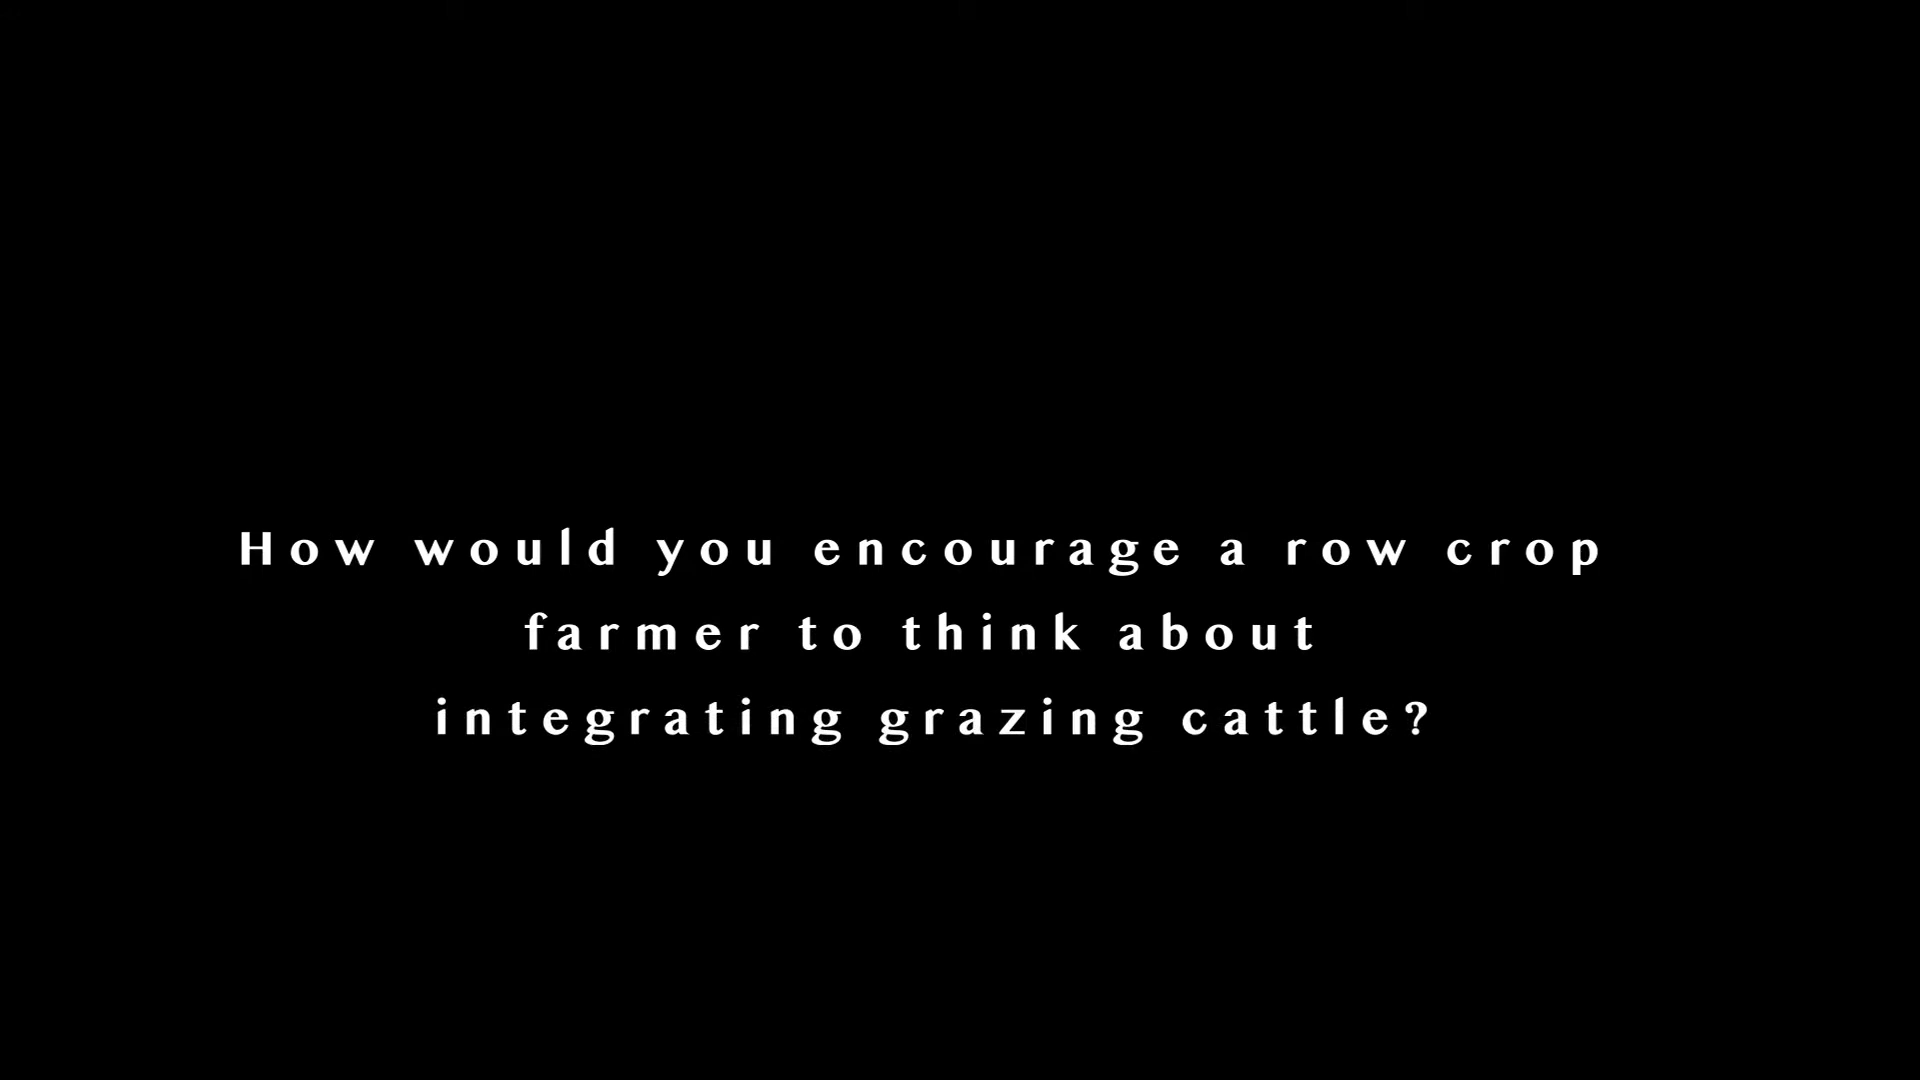 How would you encourage a row crop
farmer to think about
integrating grazing cattle?